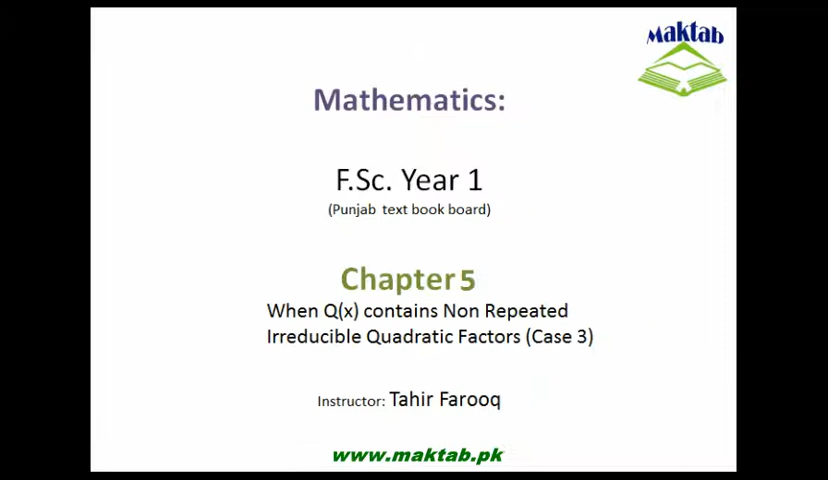 Maktab
Mathematics:
F.Sc. Year 1
(Punjab text book board)
Chapter 5
When Q(x) contains Non Repeated
Irreducible Quadratic Factors (Case 3)
Instructor: Tahir Farooq
www.maktab.pk